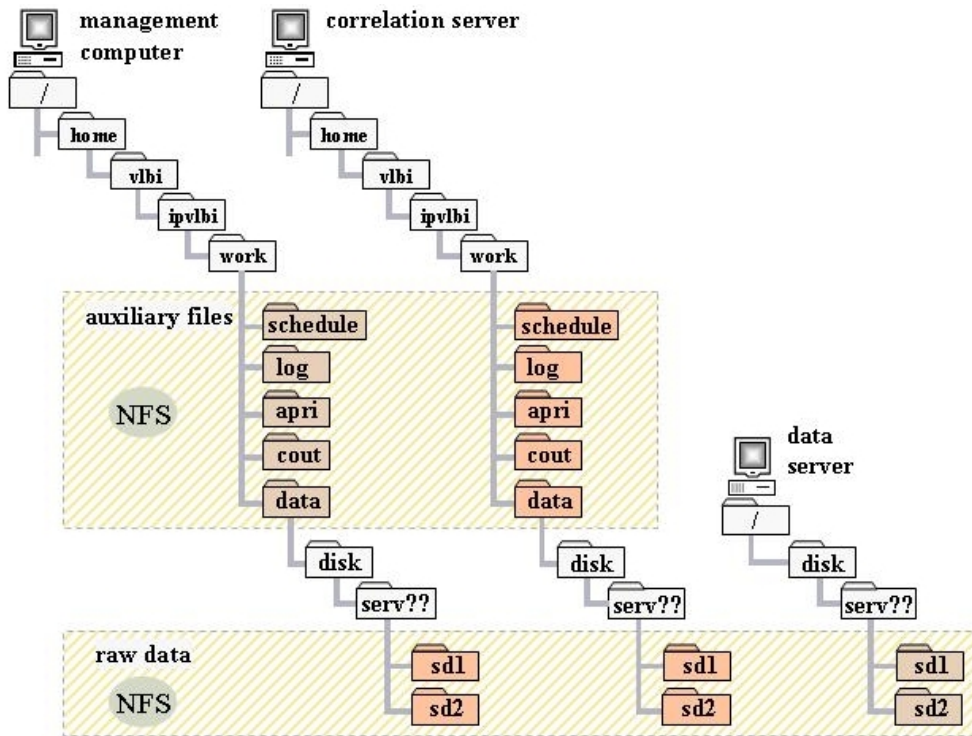 management
computer
correlation server
/
/
home
home
vlbi
vlbi
ipvlbi
ipvlbi
work
work
auxiliary files
schedule
schedule
log
log
NFS
apri
apri
cout
cout
data
server
data
data
/
disk
disk
disk
serv??
serv??
serv??
raw data
sd1
sd1
sd1
NFS
sd2
sd2
sd2